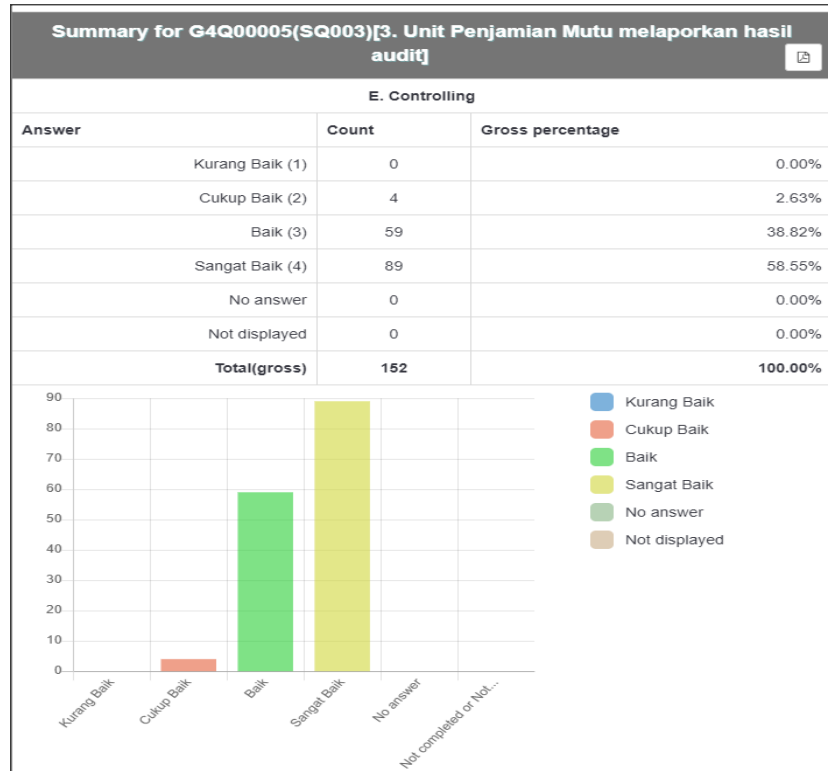 Summary for G4Q00005(SQ003)[3. Unit Penjamian Mutu melaporkan hasil
audit]
E. Controlling
Answer Count Gross percentage
Kurang Baik (1) 0 0.00%
Cukup Baik (2) 4 2.63%
Baik (3) 59 38.82%
Sangat Baik (4) 89 58.55%
No answer 0 0.00%
Not displayed 0 0.00%
Total(gross) 152 100.00%
90
80
70
60
50
40
30
20
10
0
Kurang Baik
Cukup Baik
Baik
Sangat Baik
No answer
Not completed or Not...
Kurang Baik
Cukup Baik
Baik
Sangat Baik
No answer
Not displayed